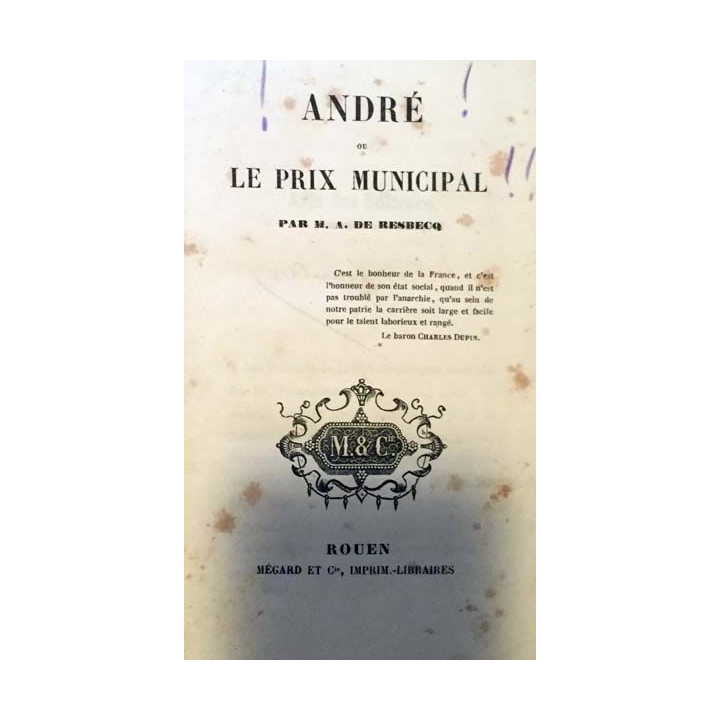 ANDRÉ
OU
LE PRIX MUNICIPAL
PAR M. A. DE RESBECQ
C'est le bonheur de la France, et c'est
l'honneur de son état social, quand il n'est
pas troublé par l'anarchie, qu'au sein de
notre patrie la carrière soit large et facile
pour le talent laborieux et rangé.
Le baron CHARLES DUPIN.
M. & Cie
ROUEN
MÉGARD ET Cie, IMPRIM.-LIBRAIRES